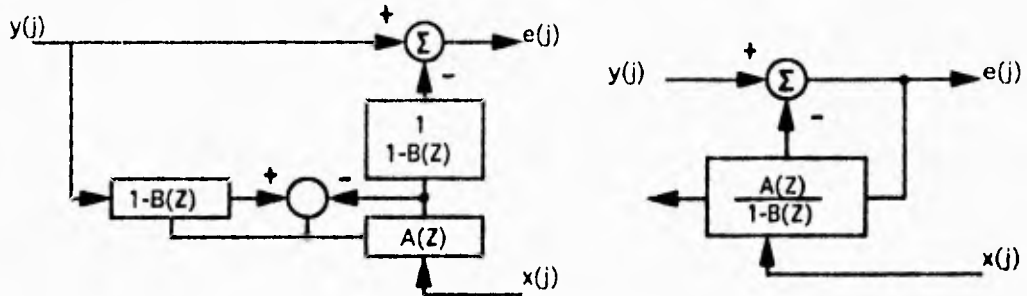 y(j)
+
Σ
e(j)
-
1
1-B(Z)
1-B(Z)
+
-
A(Z)
x(j)
y(j)
+
Σ
e(j)
-
A(Z)
1-B(Z)
x(j)